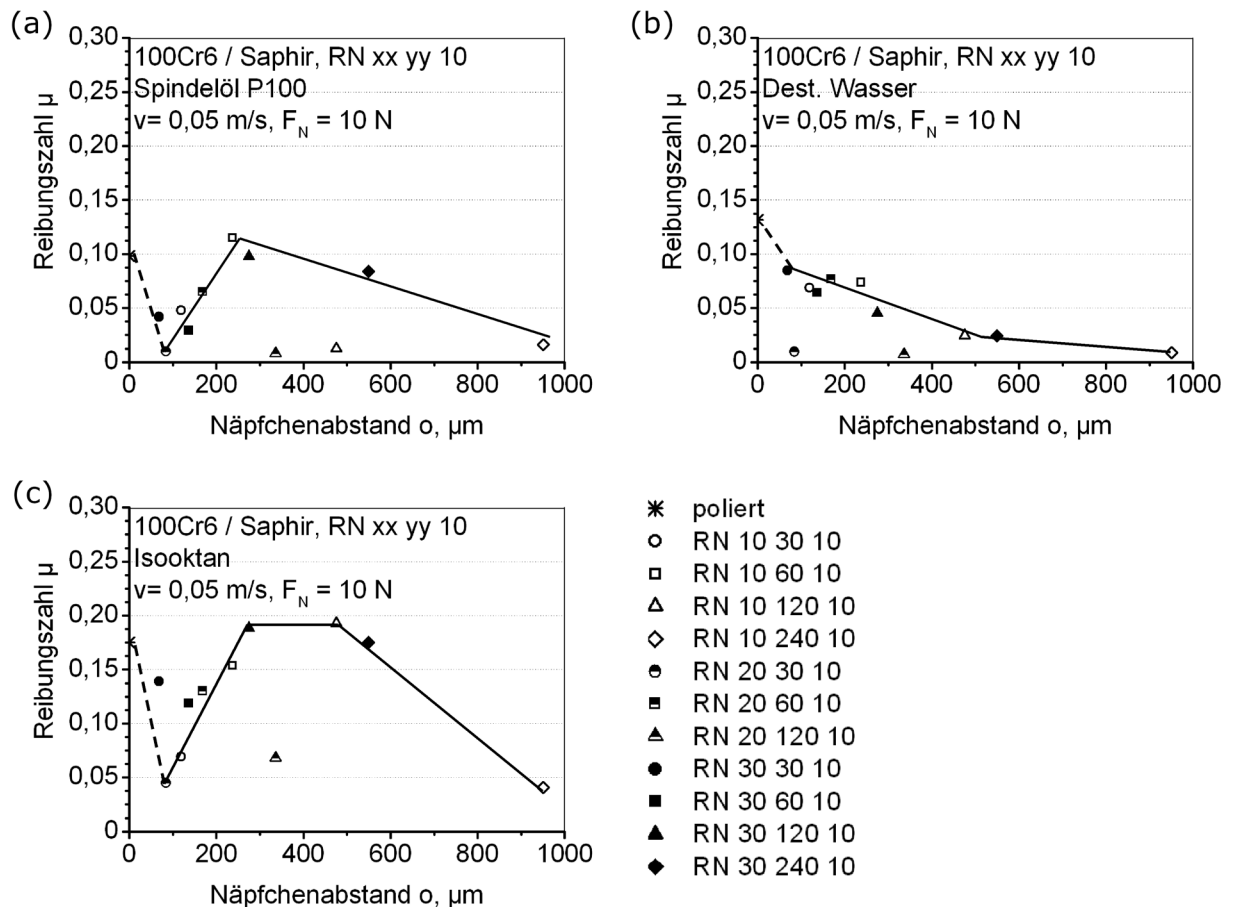 (a)
0,30
0,25
0,20
0,15
0,10
0,05
0
100Cr6 / Saphir, RN xx yy 10
Spindelöl P100
v= 0,05 m/s, F_N = 10 N
Reibungszahl µ
0 200 400 600 800 1000
Näpfchenabstand o, µm
(b)
0,30
0,25
0,20
0,15
0,10
0,05
0
100Cr6 / Saphir, RN xx yy 10
Dest. Wasser
v= 0,05 m/s, F_N = 10 N
Reibungszahl µ
0 200 400 600 800 1000
Näpfchenabstand o, µm
(c)
0,30
0,25
0,20
0,15
0,10
0,05
0
100Cr6 / Saphir, RN xx yy 10
Isooktan
v= 0,05 m/s, F_N = 10 N
Reibungszahl µ
0 200 400 600 800 1000
Näpfchenabstand o, µm
poliert
RN 10 30 10
RN 10 60 10
RN 10 120 10
RN 10 240 10
RN 20 30 10
RN 20 60 10
RN 20 120 10
RN 30 30 10
RN 30 60 10
RN 30 120 10
RN 30 240 10